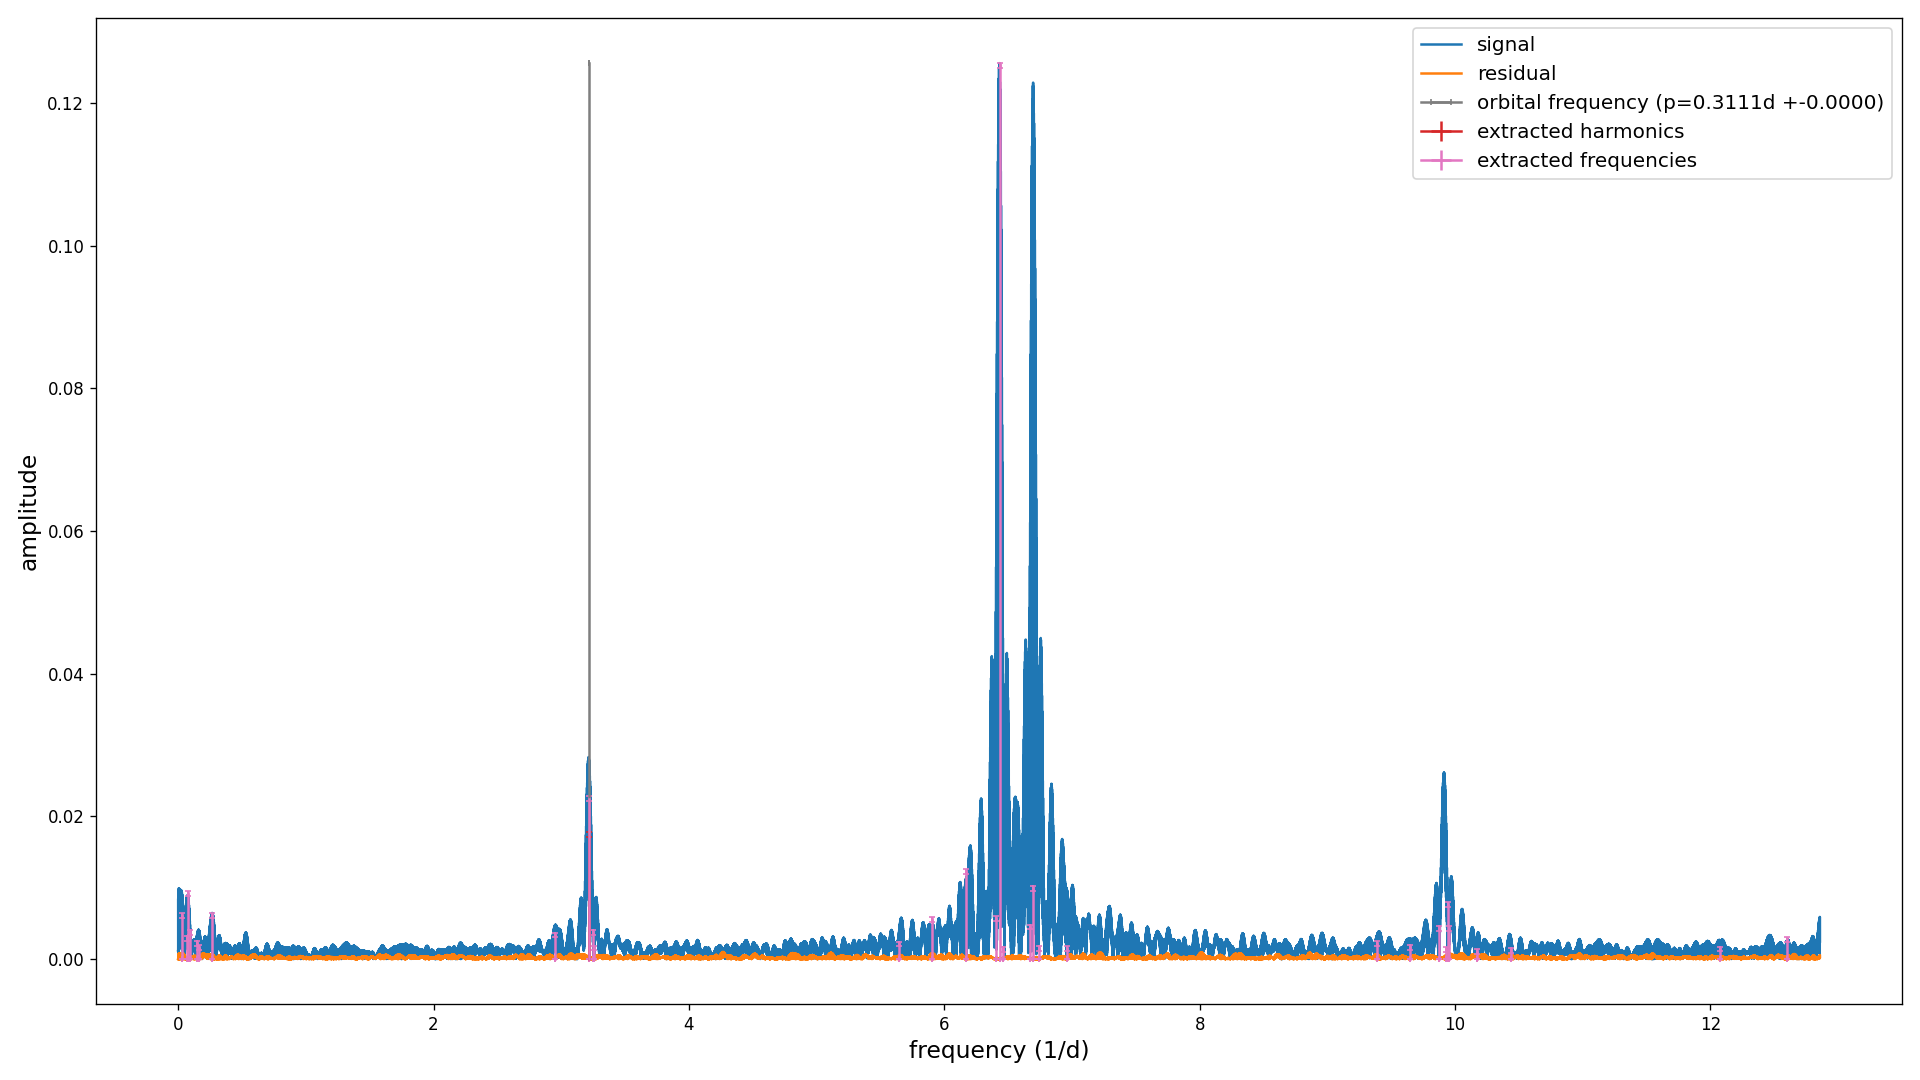 signal
residual
orbital frequency (p=0.3111d +-0.0000)
extracted harmonics
extracted frequencies
0.12
0.10
0.08
0.06
0.04
0.02
0.00
amplitude
0 2 4 6 8 10 12
frequency (1/d)